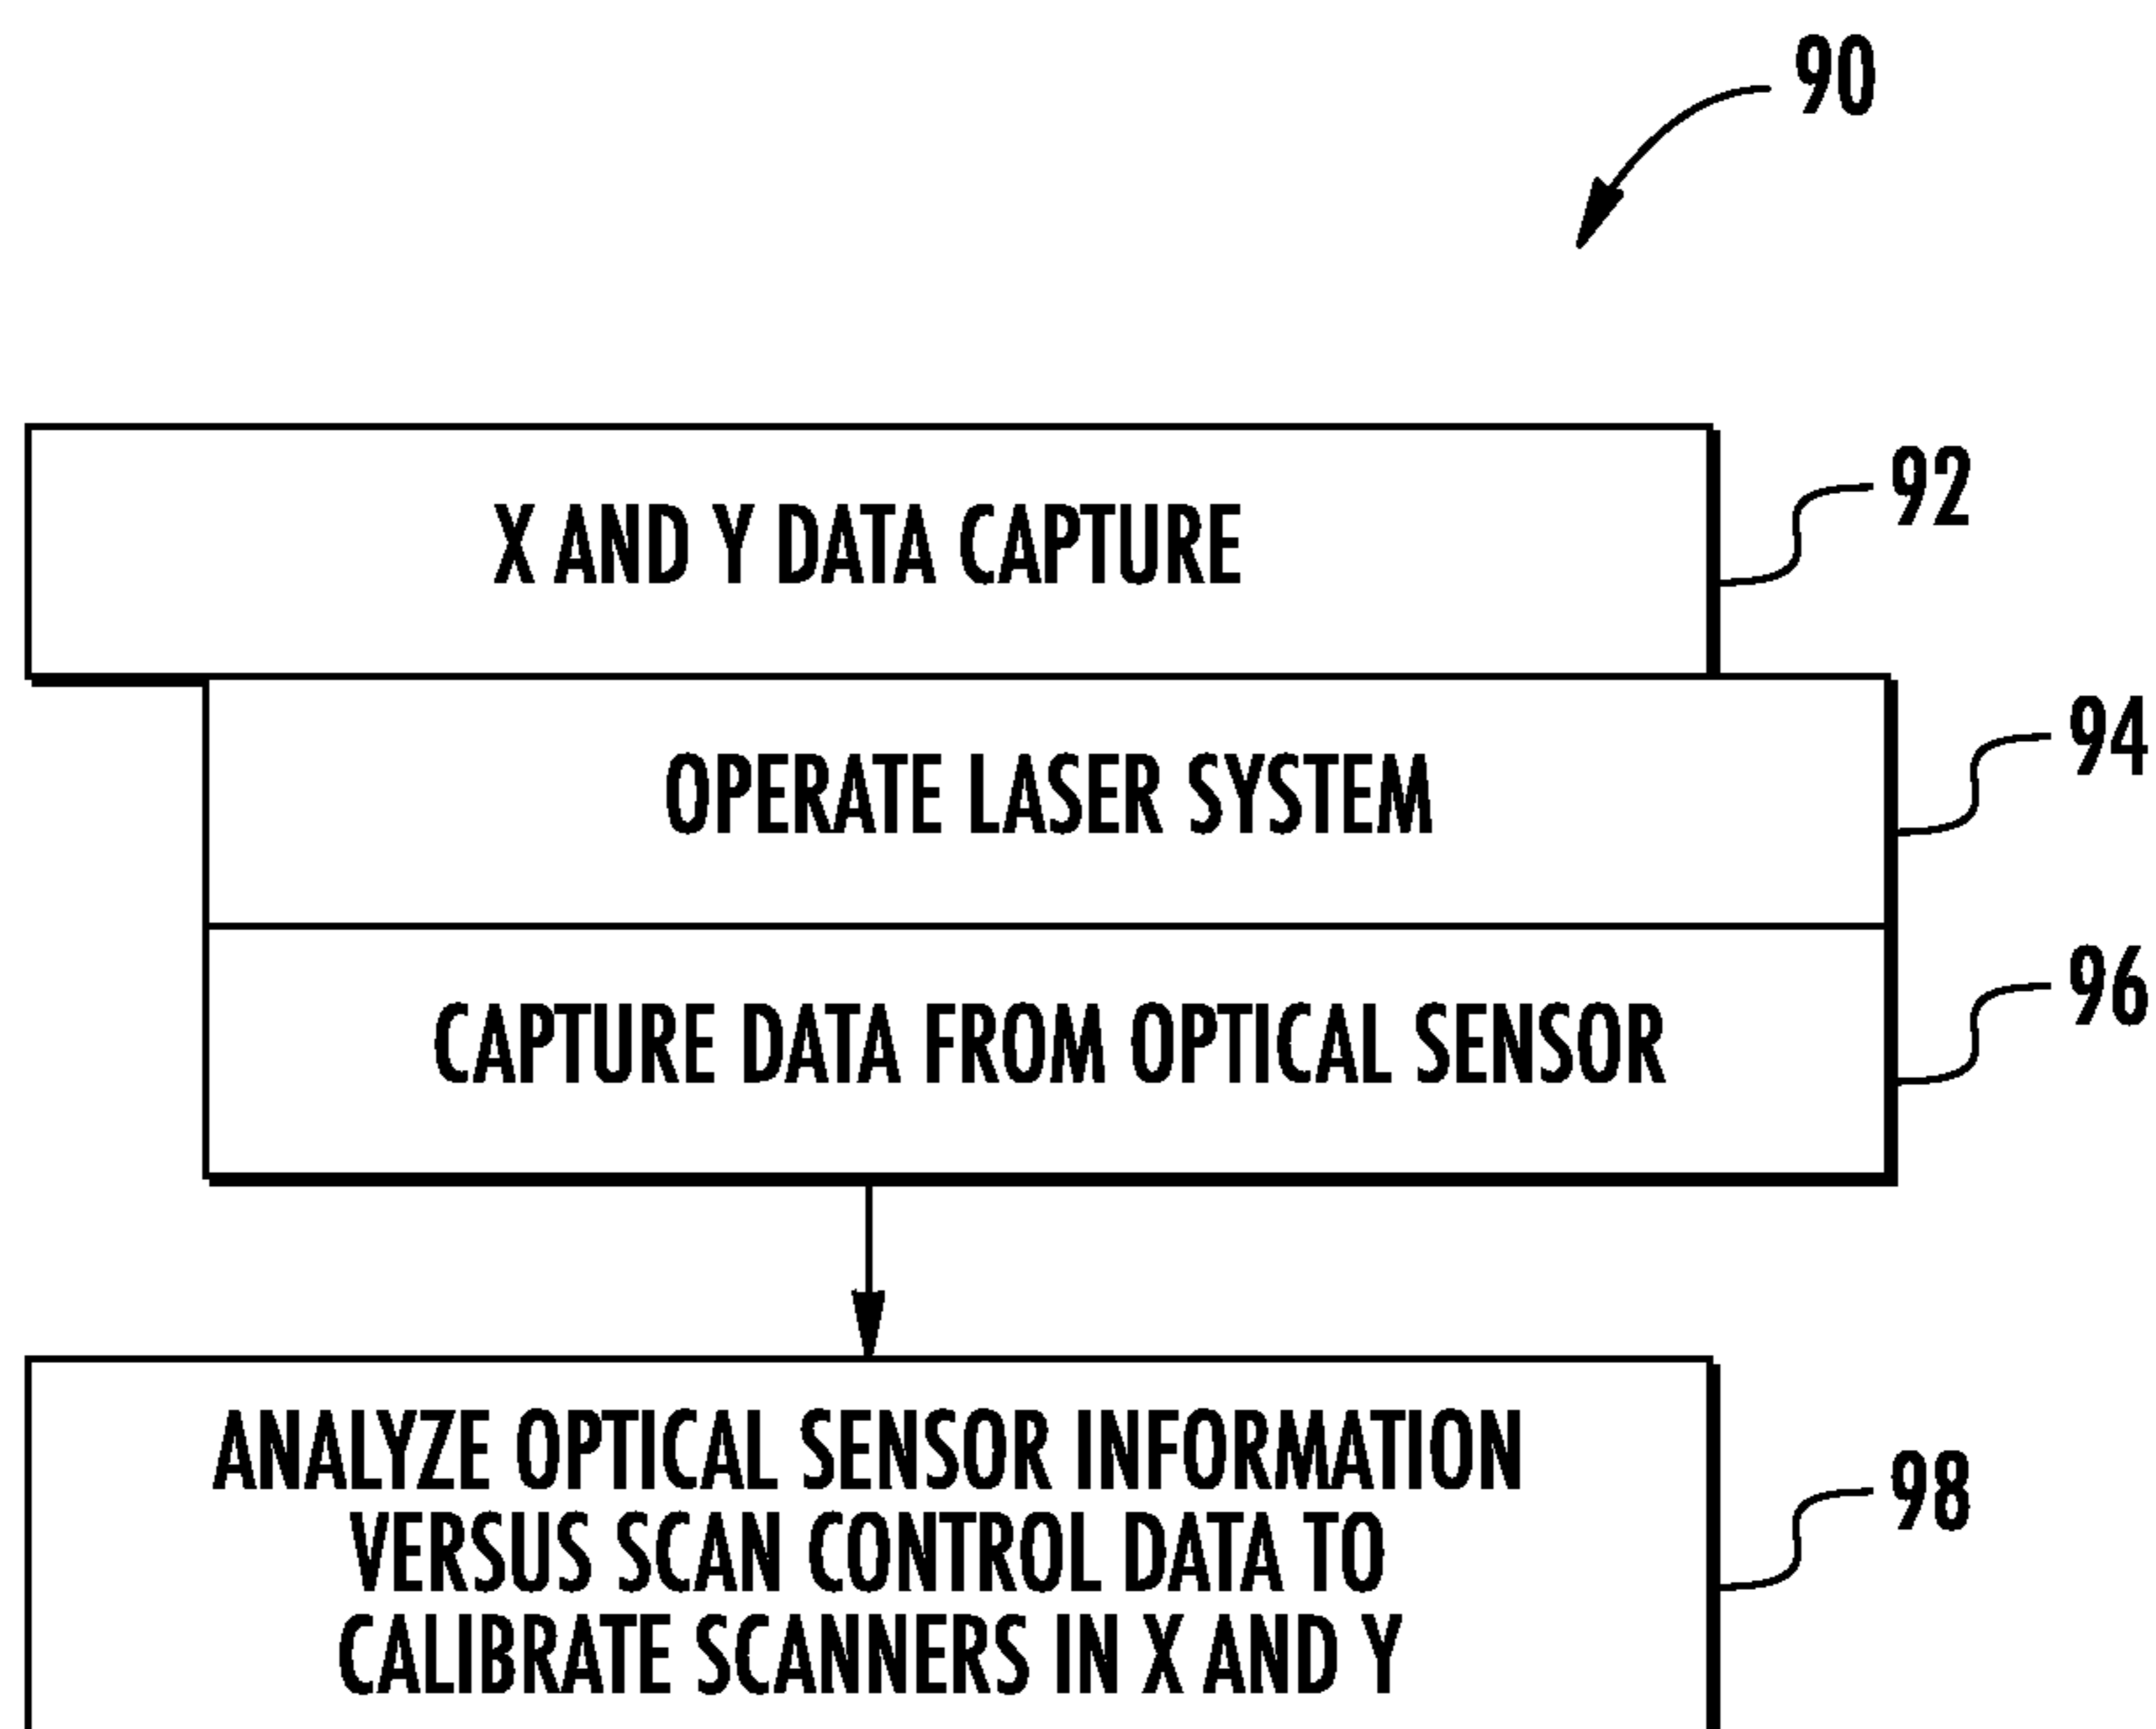 90
X AND Y DATA CAPTURE
92
OPERATE LASER SYSTEM
94
CAPTURE DATA FROM OPTICAL SENSOR
96
ANALYZE OPTICAL SENSOR INFORMATION
VERSUS SCAN CONTROL DATA TO
CALIBRATE SCANNERS IN X AND Y
98